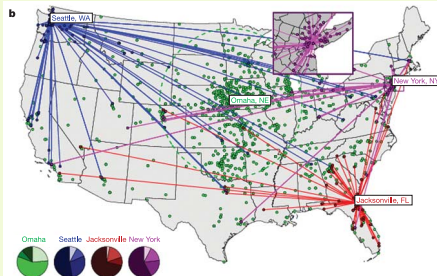 b
Seattle, WA
New York, NY
Omaha, NE
Jacksonville, FL
Omaha Seattle Jacksonville New York